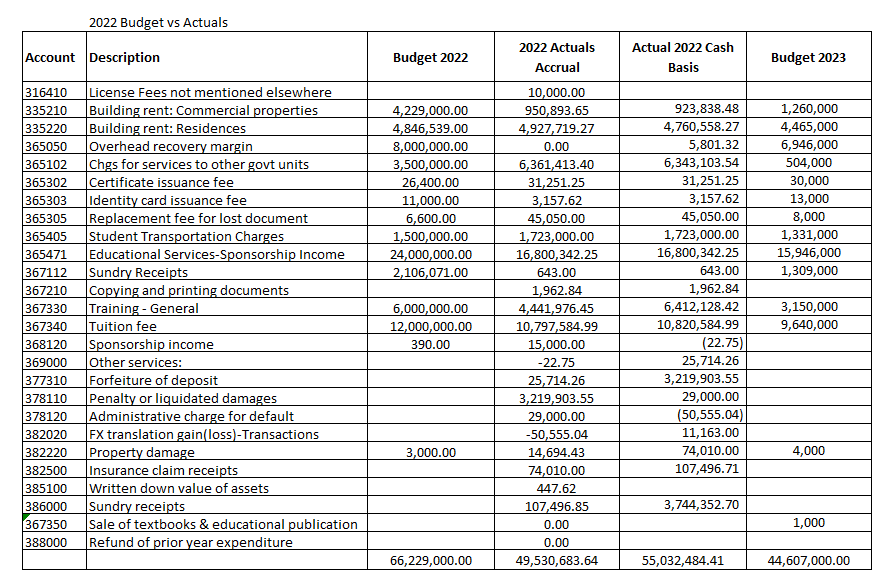 2022 Budget vs Actuals
Account Description Budget 2022 2022 Actuals Accrual Actual 2022 Cash Basis Budget 2023
316410 License Fees not mentioned elsewhere 10,000.00
335210 Building rent: Commercial properties 4,229,000.00 950,893.65 923,838.48 1,260,000
335220 Building rent: Residences 4,846,539.00 4,927,719.27 4,760,558.27 4,465,000
365050 Overhead recovery margin 8,000,000.00 0.00 5,801.32 6,946,000
365102 Chgs for services to other govt units 3,500,000.00 6,361,413.40 6,343,103.54 504,000
365302 Certificate issuance fee 26,400.00 31,251.25 31,251.25 30,000
365303 Identity card issuance fee 11,000.00 3,157.62 3,157.62 13,000
365305 Replacement fee for lost document 6,600.00 45,050.00 45,050.00 8,000
365405 Student Transportation Charges 1,500,000.00 1,723,000.00 1,723,000.00 1,331,000
365471 Educational Services-Sponsorship Income 24,000,000.00 16,800,342.25 16,800,342.25 15,946,000
367112 Sundry Receipts 2,106,071.00 643.00 643.00 1,309,000
367210 Copying and printing documents 1,962.84 1,962.84
367330 Training - General 6,000,000.00 4,441,976.45 6,412,128.42 3,150,000
367340 Tuition fee 12,000,000.00 10,797,584.99 10,820,584.99 9,640,000
368120 Sponsorship income 390.00 15,000.00 (22.75)
369000 Other services: -22.75 25,714.26
377310 Forfeiture of deposit 25,714.26 3,219,903.55
378110 Penalty or liquidated damages 3,219,903.55 29,000.00
378120 Administrative charge for default 29,000.00 (50,555.04)
382020 FX translation gain(loss)-Transactions -50,555.04 11,163.00
382220 Property damage 3,000.00 14,694.43 74,010.00 4,000
382500 Insurance claim receipts 74,010.00 107,496.71
385100 Written down value of assets 447.62
386000 Sundry receipts 107,496.85 3,744,352.70
367350 Sale of textbooks & educational publication 0.00 1,000
388000 Refund of prior year expenditure 0.00
66,229,000.00 49,530,683.64 55,032,484.41 44,607,000.00